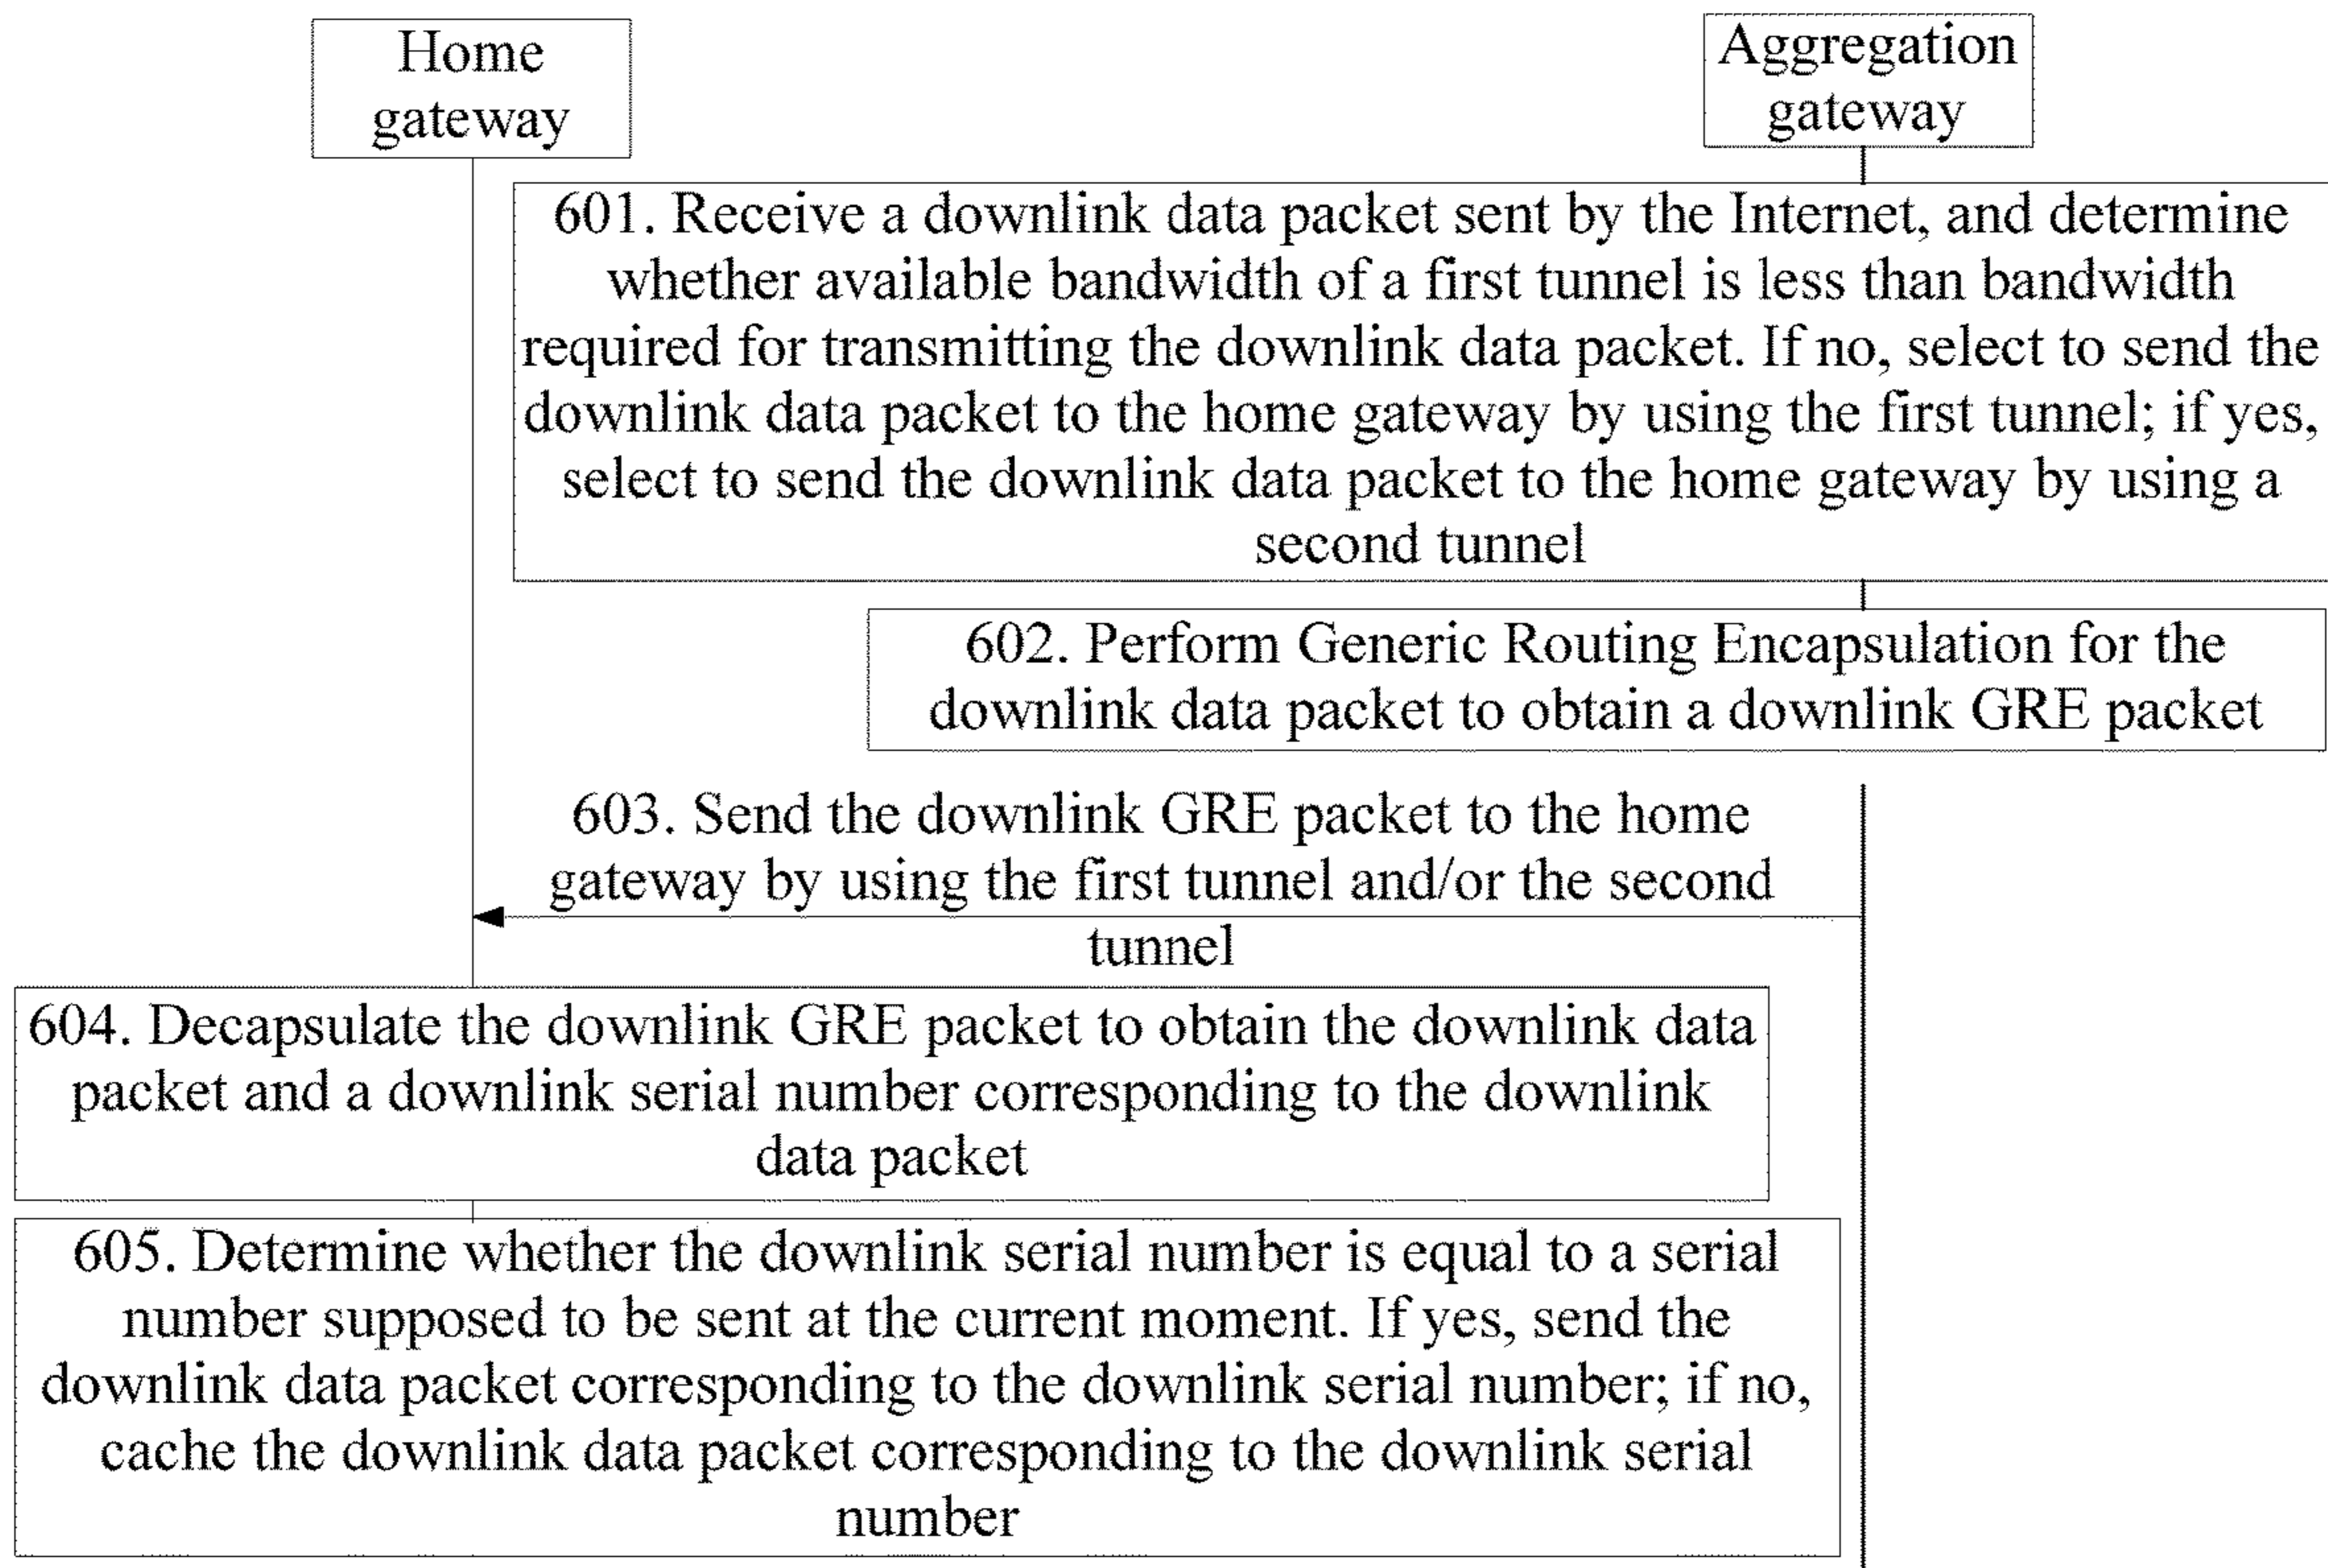 Home
gateway
Aggregation
gateway
601. Receive a downlink data packet sent by the Internet, and determine
whether available bandwidth of a first tunnel is less than bandwidth
required for transmitting the downlink data packet. If no, select to send the
downlink data packet to the home gateway by using the first tunnel; if yes,
select to send the downlink data packet to the home gateway by using a
second tunnel
602. Perform Generic Routing Encapsulation for the
downlink data packet to obtain a downlink GRE packet
603. Send the downlink GRE packet to the home
gateway by using the first tunnel and/or the second
tunnel
604. Decapsulate the downlink GRE packet to obtain the downlink data
packet and a downlink serial number corresponding to the downlink
data packet
605. Determine whether the downlink serial number is equal to a serial
number supposed to be sent at the current moment. If yes, send the
downlink data packet corresponding to the downlink serial number; if no,
cache the downlink data packet corresponding to the downlink serial
number